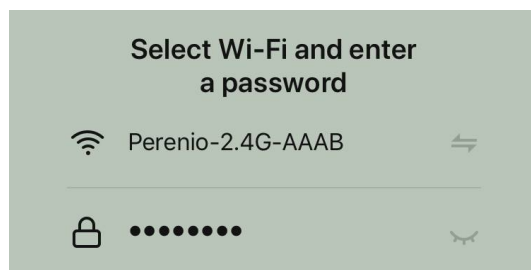 Select Wi-Fi and enter
a password
Perenio-2.4G-AAAB
●●●●●●●●